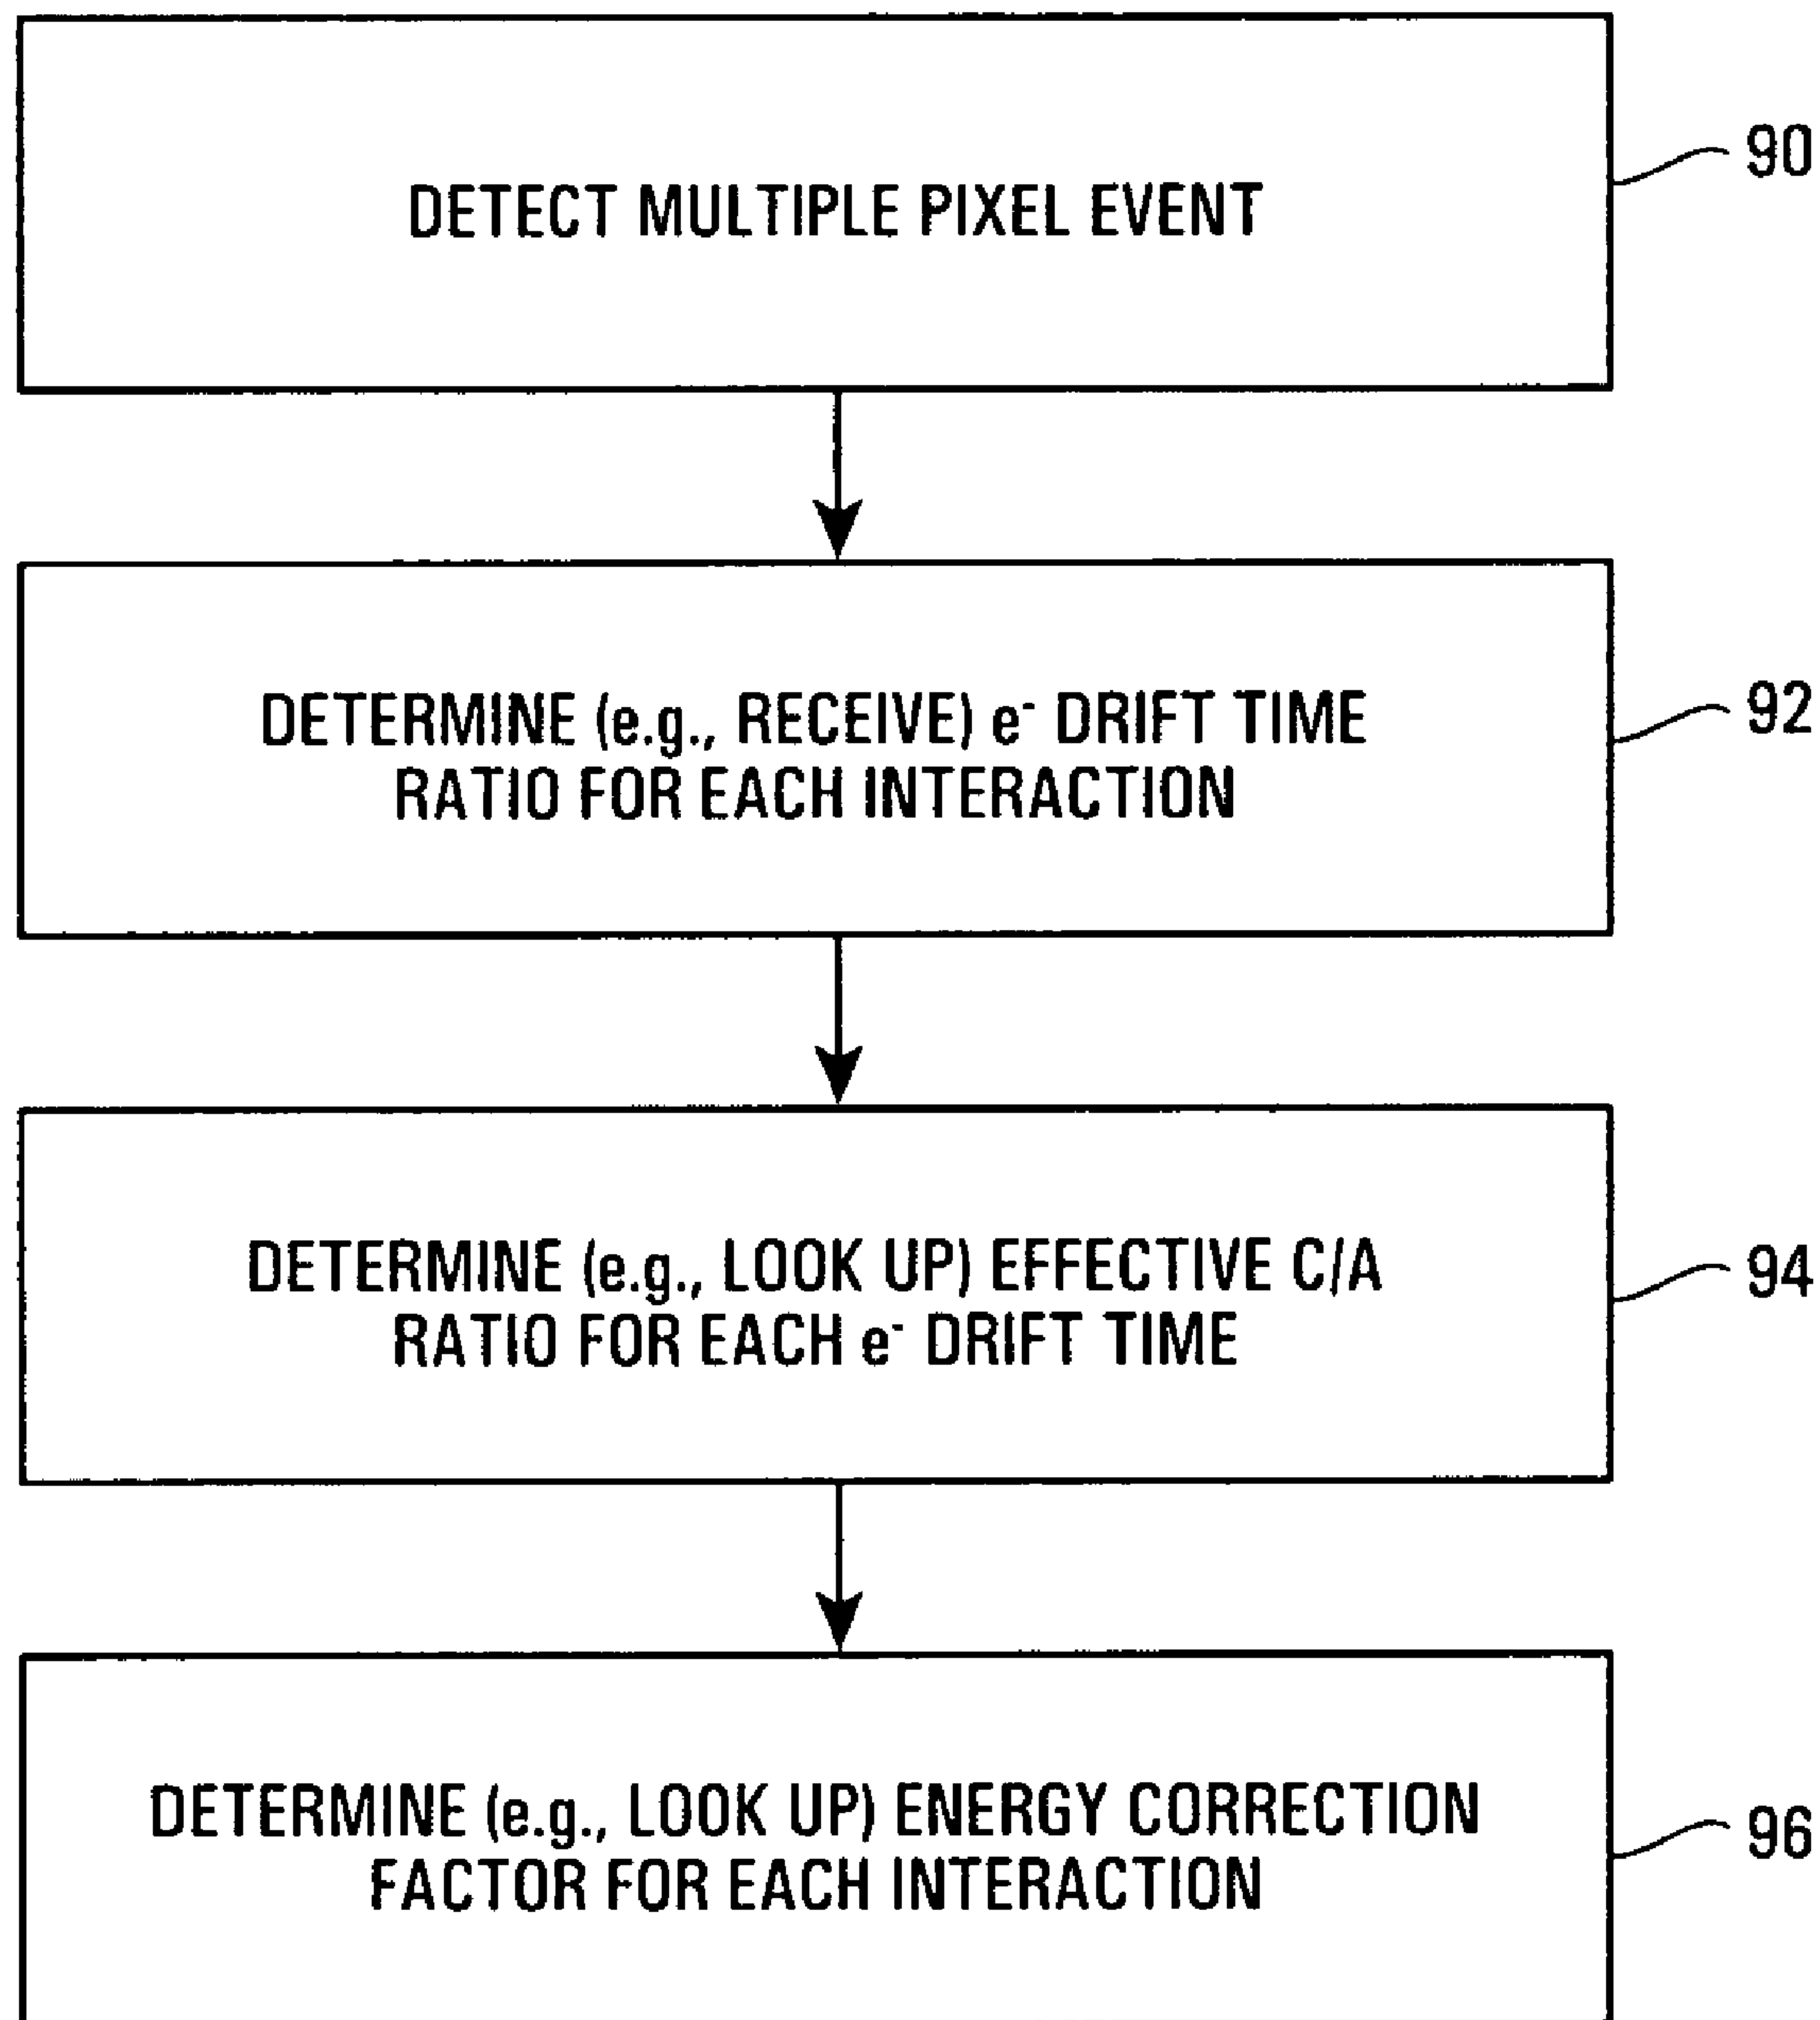 DETECT MULTIPLE PIXEL EVENT
90
DETERMINE (e.g., RECEIVE) e⁻ DRIFT TIME
RATIO FOR EACH INTERACTION
92
DETERMINE (e.g., LOOK UP) EFFECTIVE C/A
RATIO FOR EACH e⁻ DRIFT TIME
94
DETERMINE (e.g., LOOK UP) ENERGY CORRECTION
FACTOR FOR EACH INTERACTION
96